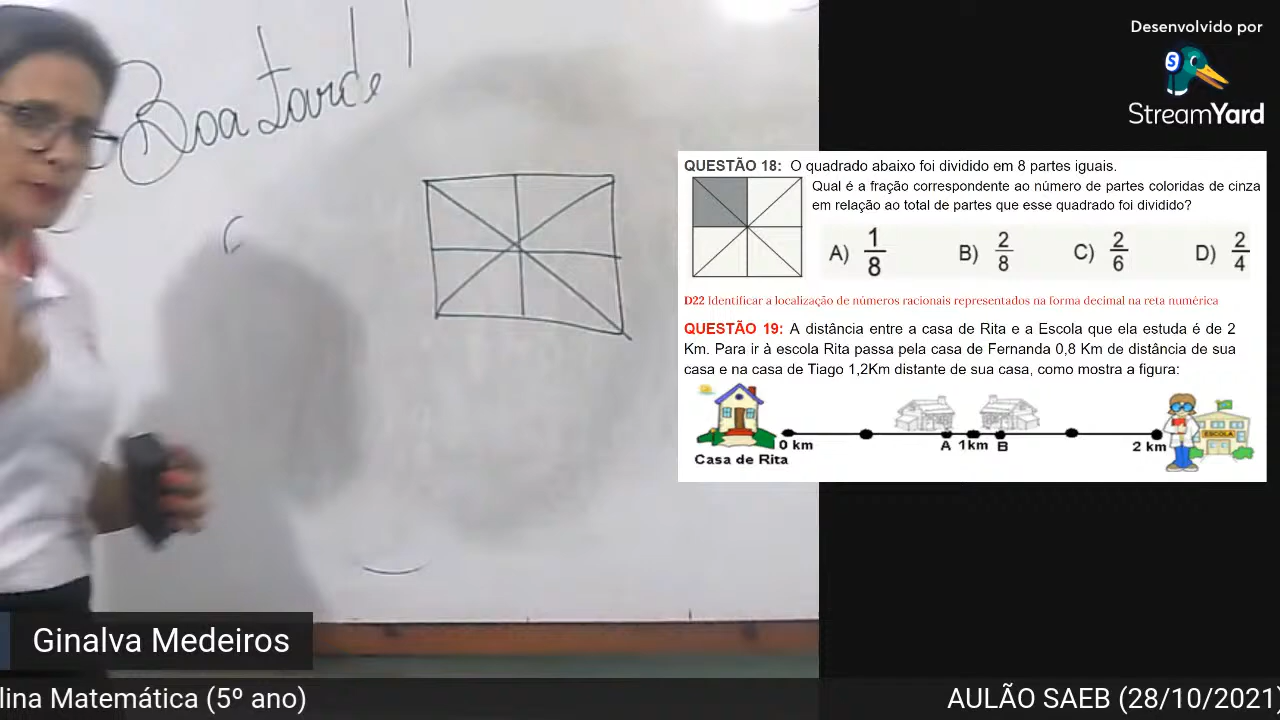 Boa tarde!
Desenvolvido por
S
StreamYard
QUESTÃO 18: O quadrado abaixo foi dividido em 8 partes iguais.
Qual é a fração correspondente ao número de partes coloridas de cinza
em relação ao total de partes que esse quadrado foi dividido?
A) 1/8 B) 2/8 C) 2/6 D) 2/4
D22 Identificar a localização de números racionais representados na forma decimal na reta numérica
QUESTÃO 19: A distância entre a casa de Rita e a Escola que ela estuda é de 2
Km. Para ir à escola Rita passa pela casa de Fernanda 0,8 Km de distância de sua
casa e na casa de Tiago 1,2Km distante de sua casa, como mostra a figura:
ESCOLA
0 km A 1km B 2 km
Casa de Rita
Ginalva Medeiros
lina Matemática (5º ano)
AULÃO SAEB (28/10/2021)